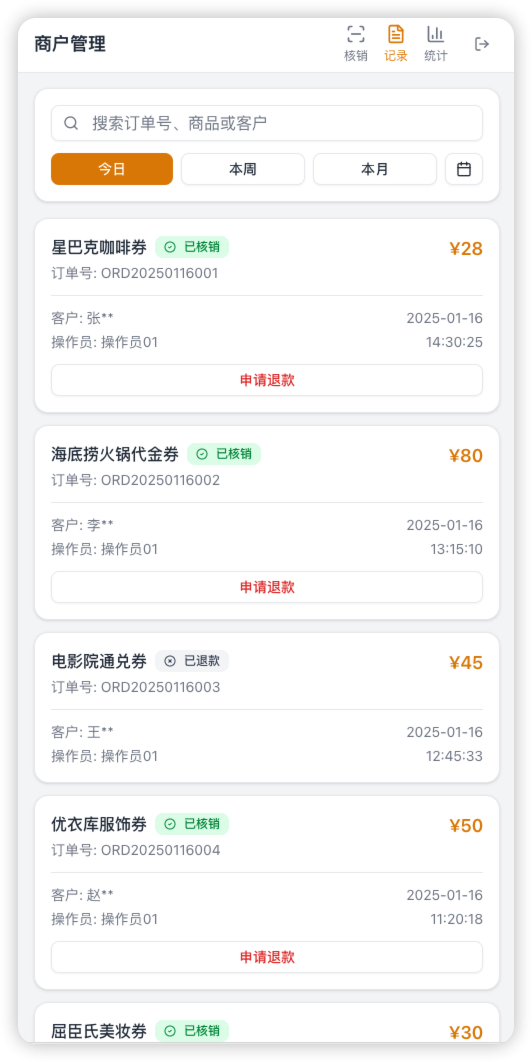 商户管理
核销 记录 统计
搜索订单号、商品或客户
今日 本周 本月
星巴克咖啡券 已核销 ¥28
订单号: ORD20250116001
客户: 张** 2025-01-16
操作员: 操作员01 14:30:25
申请退款
海底捞火锅代金券 已核销 ¥80
订单号: ORD20250116002
客户: 李** 2025-01-16
操作员: 操作员01 13:15:10
申请退款
电影院通兑券 已退款 ¥45
订单号: ORD20250116003
客户: 王** 2025-01-16
操作员: 操作员01 12:45:33
优衣库服饰券 已核销 ¥50
订单号: ORD20250116004
客户: 赵** 2025-01-16
操作员: 操作员01 11:20:18
申请退款
屈臣氏美妆券 已核销 ¥30